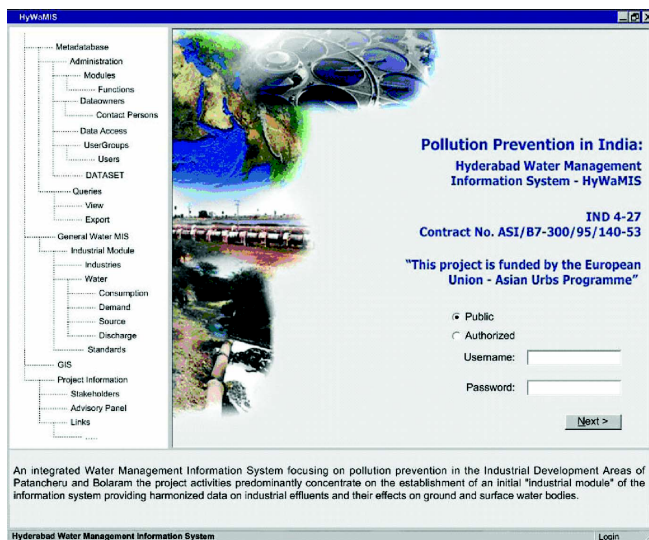 HyWaMIS
Metadatabase
Administration
Modules
Functions
Dataowners
Contact Persons
Data Access
UserGroups
Users
DATASET
Queries
View
Export
General Water MIS
Industrial Module
Industries
Water
Consumption
Demand
Source
Discharge
Standards
GIS
Project Information
Stakeholders
Advisory Panel
Links
.....
Pollution Prevention in India:
Hyderabad Water Management
Information System - HyWaMIS
IND 4-27
Contract No. ASI/B7-300/95/140-53
"This project is funded by the European
Union - Asian Urbs Programme”
Public
Authorized
Username:
Password:
Next >
An integrated Water Management Information System focusing on pollution prevention in the Industrial Development Areas of
Patancheru and Bolaram the project activities predominantly concentrate on the establishment of an initial "industrial module" of the
information system providing harmonized data on industrial effluents and their effects on ground and surface water bodies.
Hyderabad Water Management Information System
Login